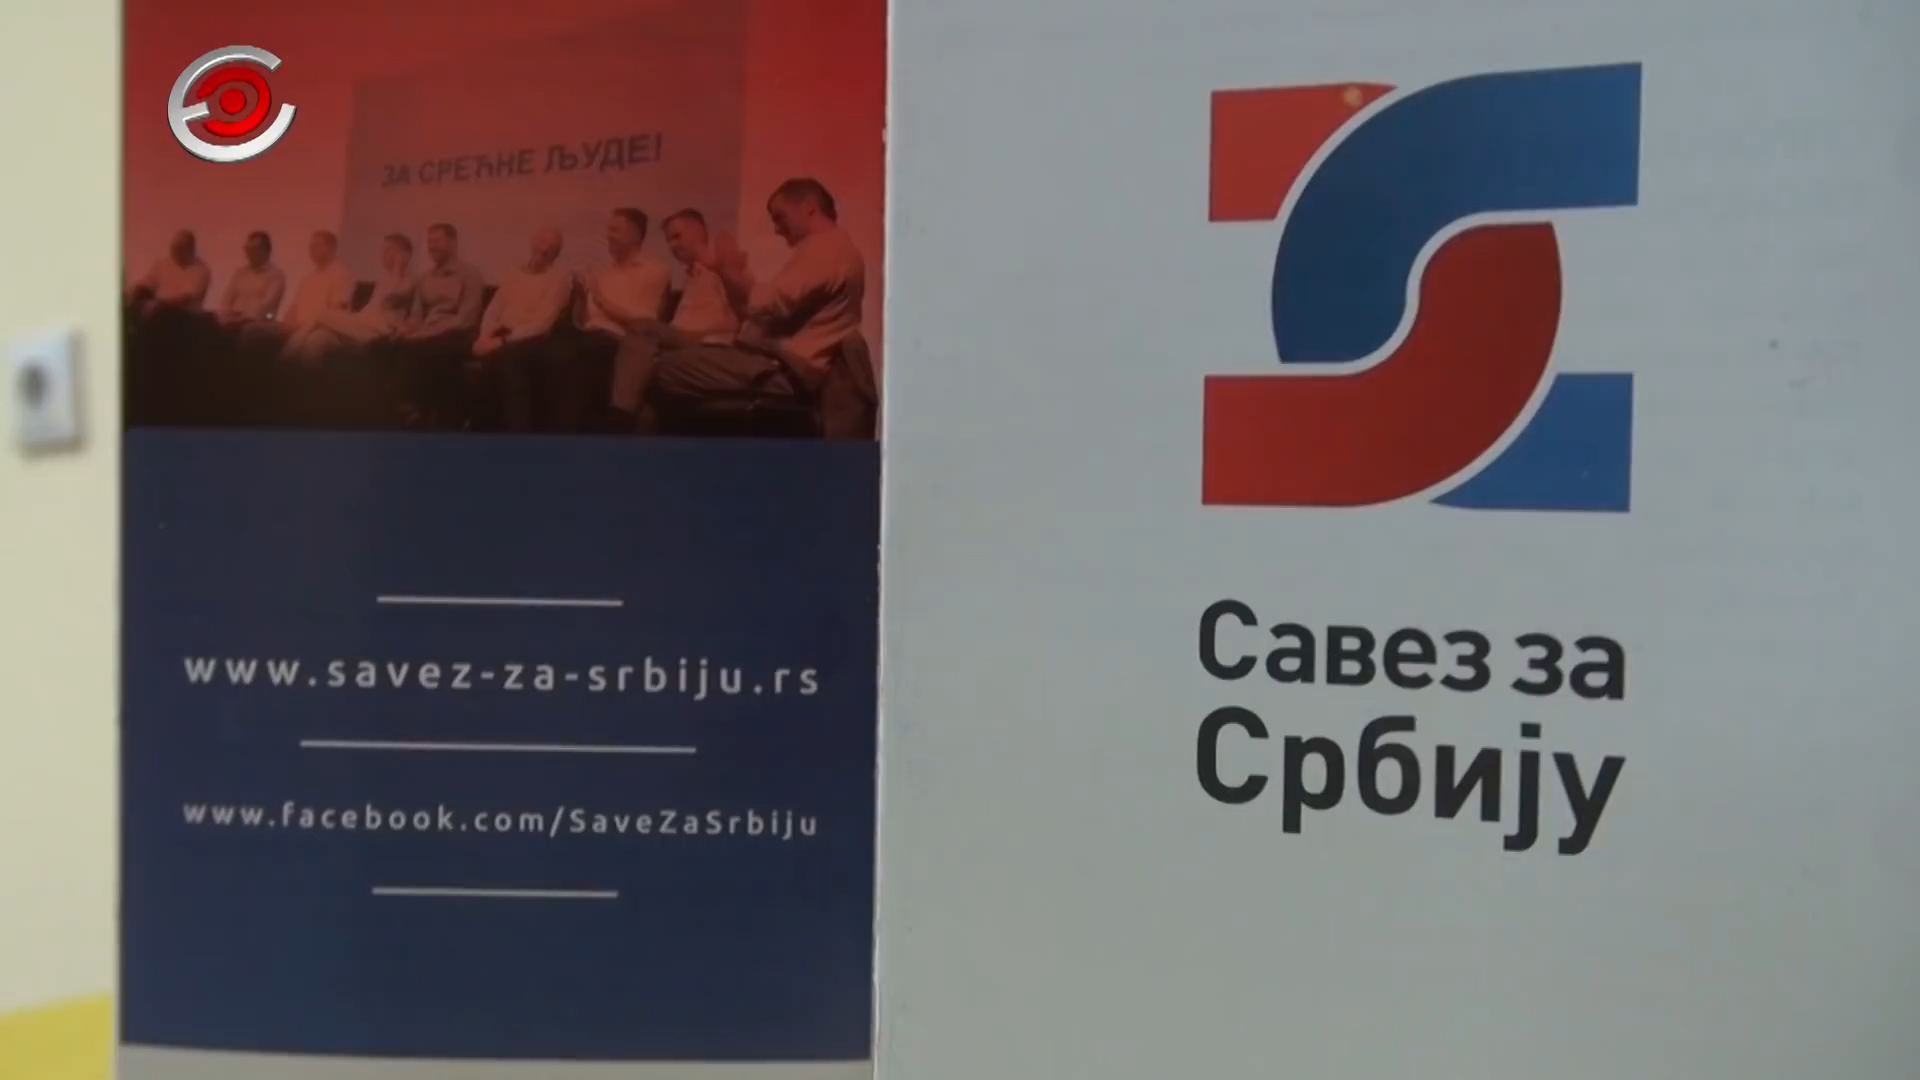 ЗА СРЕЋНЕ ЉУДЕ!
www.savez-za-srbiju.rs
www.facebook.com/SaveZaSrbiju
Савез за
Србију